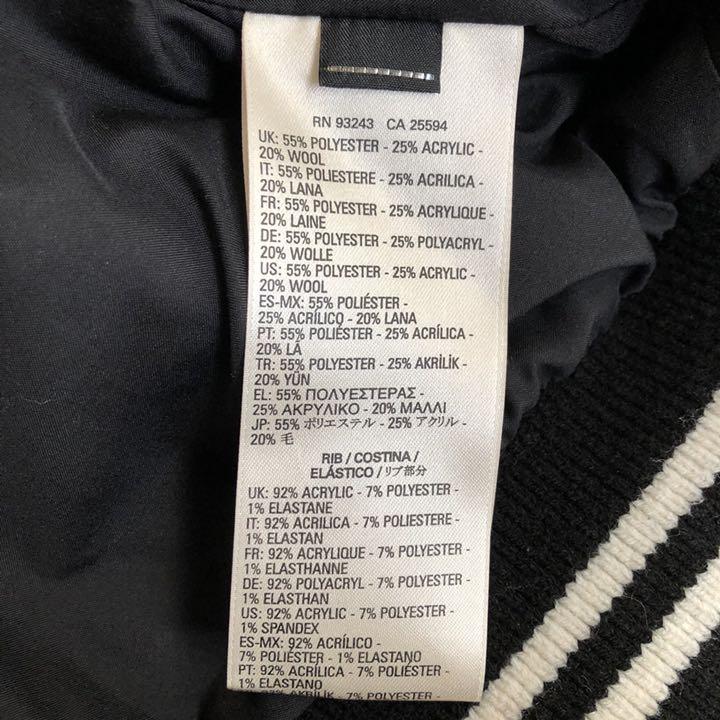 RN 93243 CA 25594
UK: 55% POLYESTER - 25% ACRYLIC -
20% WOOL
IT: 55% POLIESTERE - 25% ACRILICA -
20% LANA
FR: 55% POLYESTER - 25% ACRYLIQUE -
20% LAINE
DE: 55% POLYESTER - 25% POLYACRYL -
20% WOLLE
US: 55% POLYESTER - 25% ACRYLIC -
20% WOOL
ES-MX: 55% POLIÉSTER -
25% ACRÍLICO - 20% LANA
PT: 55% POLIÉSTER - 25% ACRÍLICA -
20% LÃ
TR: 55% POLYESTER - 25% AKRİLİK -
20% YÜN
EL: 55% ΠΟΛΥΕΣΤΕΡΑΣ -
25% ΑΚΡΥΛΙΚΟ - 20% ΜΑΛΛΙ
JP: 55% ポリエステル - 25% アクリル -
20% 毛
RIB / COSTINA /
ELÁSTICO / リブ部分
UK: 92% ACRYLIC - 7% POLYESTER -
1% ELASTANE
IT: 92% ACRILICA - 7% POLIESTERE -
1% ELASTAN
FR: 92% ACRYLIQUE - 7% POLYESTER -
1% ELASTHANNE
DE: 92% POLYACRYL - 7% POLYESTER -
1% ELASTHAN
US: 92% ACRYLIC - 7% POLYESTER -
1% SPANDEX
ES-MX: 92% ACRÍLICO -
7% POLIÉSTER - 1% ELASTANO
PT: 92% ACRÍLICA - 7% POLIÉSTER -
1% ELASTANO
92% AKRİLİK - 7% POLYESTER -